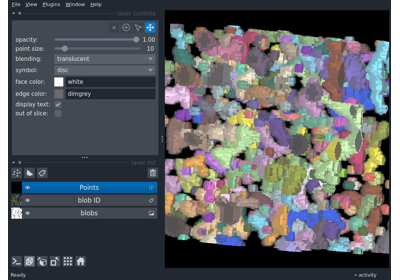 File View Plugins Window Help
layer controls
opacity: 1.00
point size: 10
blending: translucent
symbol: disc
face color: white
edge color: dimgrey
display text:
out of slice:
layer list
Points
blob ID
blobs
Ready
activity